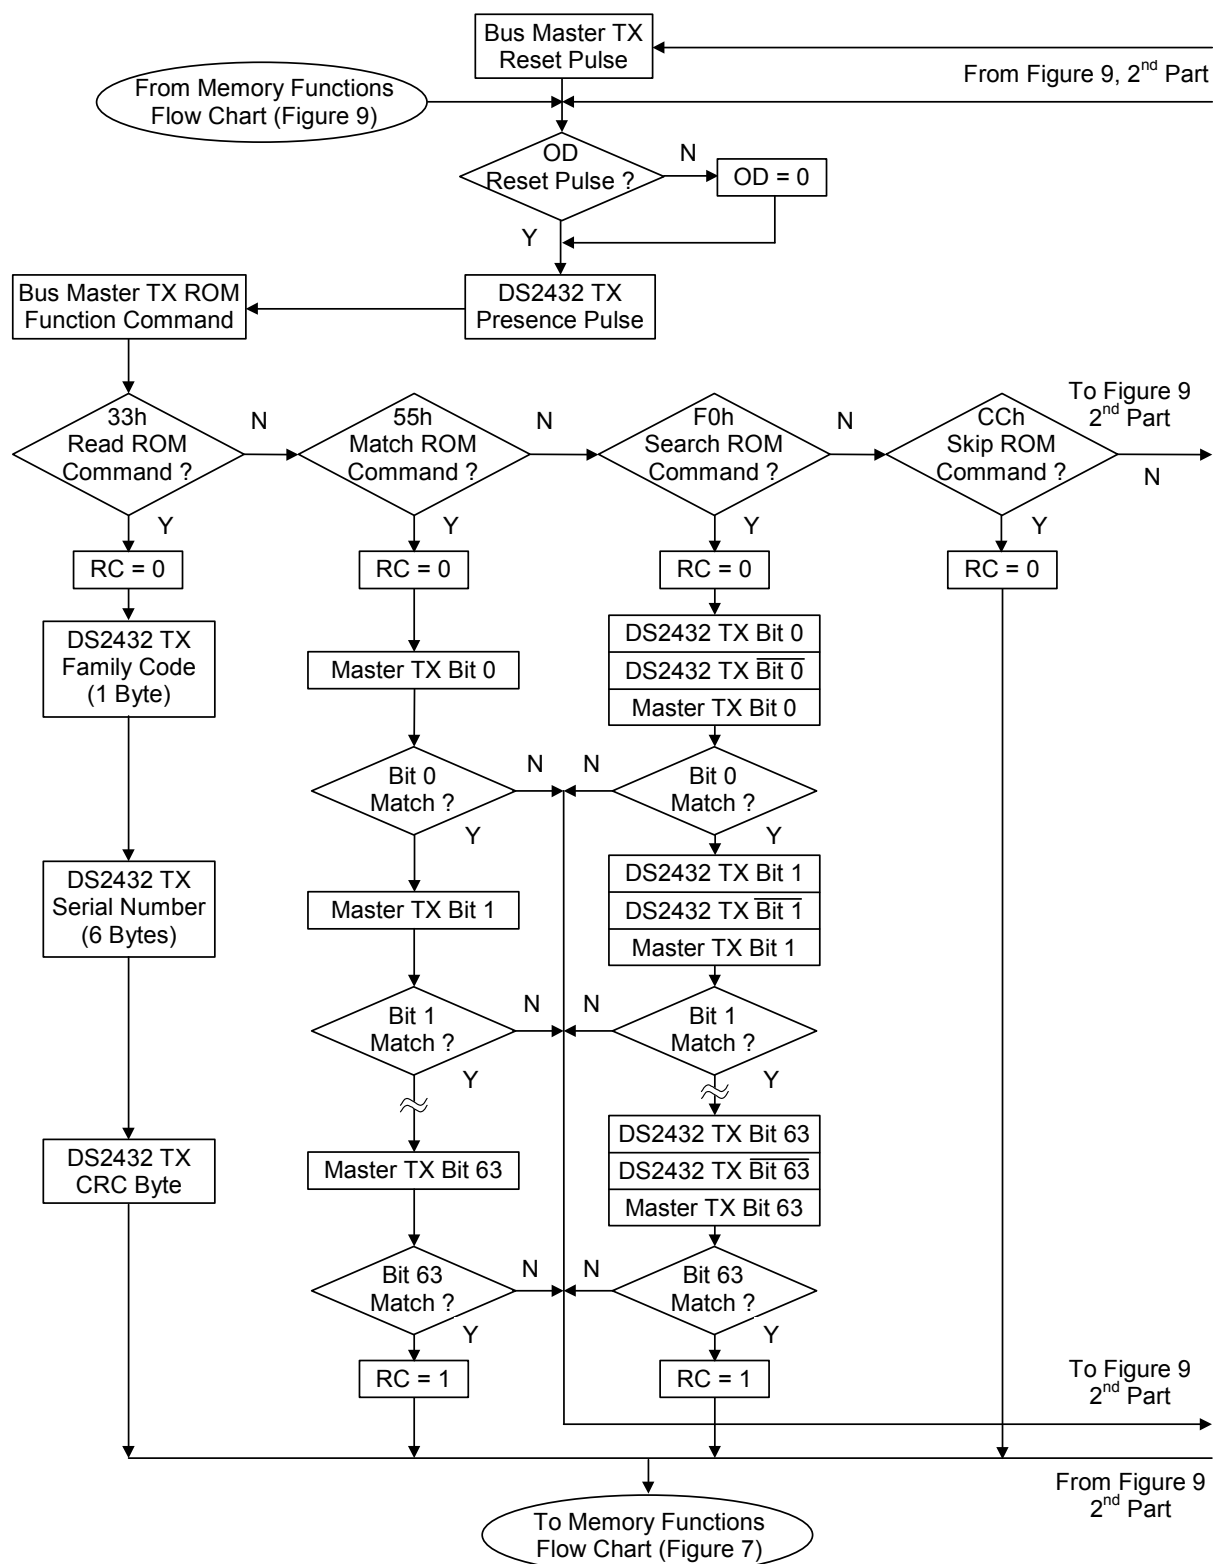 Bus Master TX
Reset Pulse
From Figure 9, 2nd Part
From Memory Functions
Flow Chart (Figure 9)
OD
Reset Pulse ?
N
OD = 0
Y
Bus Master TX ROM
Function Command
DS2432 TX
Presence Pulse
33h
Read ROM
Command ?
N
Y
55h
Match ROM
Command ?
N
Y
F0h
Search ROM
Command ?
N
Y
CCh
Skip ROM
Command ?
To Figure 9
2nd Part
N
Y
RC = 0
DS2432 TX
Family Code
(1 Byte)
DS2432 TX
Serial Number
(6 Bytes)
DS2432 TX
CRC Byte
RC = 0
Master TX Bit 0
Bit 0
Match ?
N
Y
Master TX Bit 1
Bit 1
Match ?
N
Y
Master TX Bit 63
Bit 63
Match ?
N
Y
RC = 1
RC = 0
DS2432 TX Bit 0
DS2432 TX B̅i̅t̅ ̅0̅
Master TX Bit 0
Bit 0
Match ?
N
Y
DS2432 TX Bit 1
DS2432 TX B̅i̅t̅ ̅1̅
Master TX Bit 1
Bit 1
Match ?
N
Y
DS2432 TX Bit 63
DS2432 TX B̅i̅t̅ ̅6̅3̅
Master TX Bit 63
Bit 63
Match ?
N
Y
RC = 1
RC = 0
To Figure 9
2nd Part
From Figure 9
2nd Part
To Memory Functions
Flow Chart (Figure 7)